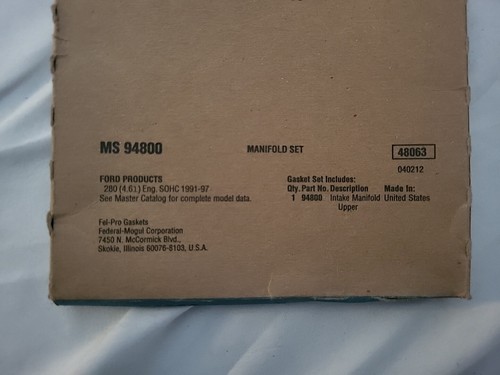 MS 94800 MANIFOLD SET 48063
040212
FORD PRODUCTS
280 (4.6L) Eng. SOHC 1991-97
See Master Catalog for complete model data.
Gasket Set Includes:
Qty. Part No. Description Made In:
1 94800 Intake Manifold United States
Upper
Fel-Pro Gaskets
Federal-Mogul Corporation
7450 N. McCormick Blvd.,
Skokie, Illinois 60076-8103, U.S.A.